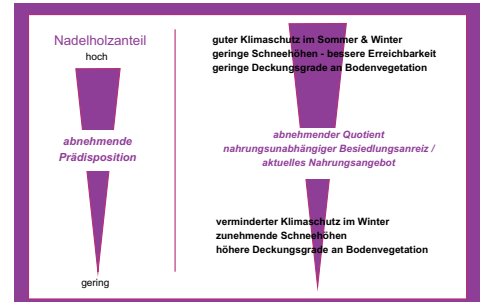 Nadelholzanteil
hoch
abnehmende
Prädisposition
gering
guter Klimaschutz im Sommer & Winter
geringe Schneehöhen - bessere Erreichbarkeit
geringe Deckungsgrade an Bodenvegetation
abnehmender Quotient
nahrungsunabhängiger Besiedlungsanreiz /
aktuelles Nahrungsangebot
verminderter Klimaschutz im Winter
zunehmende Schneehöhen
höhere Deckungsgrade an Bodenvegetation